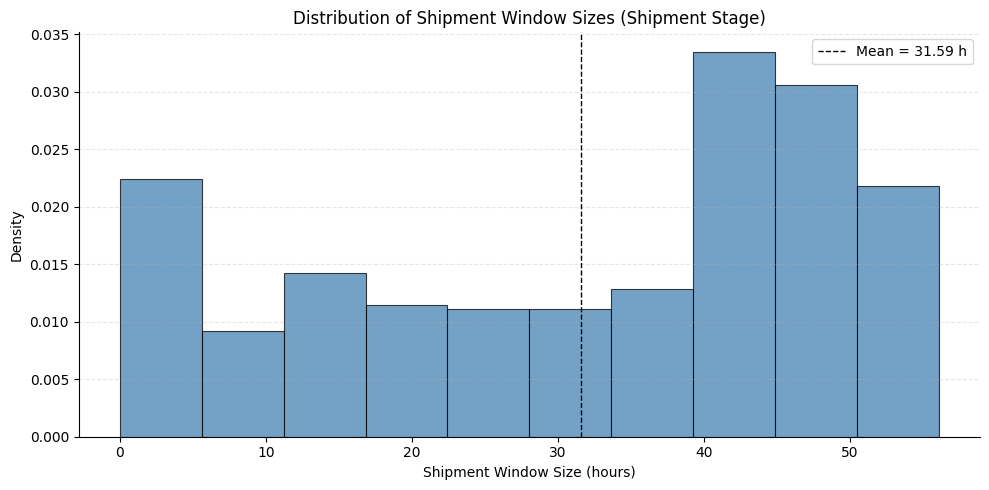 Distribution of Shipment Window Sizes (Shipment Stage)
Mean = 31.59 h
0.035
0.030
0.025
0.020
0.015
0.010
0.005
0.000
Density
0 10 20 30 40 50
Shipment Window Size (hours)